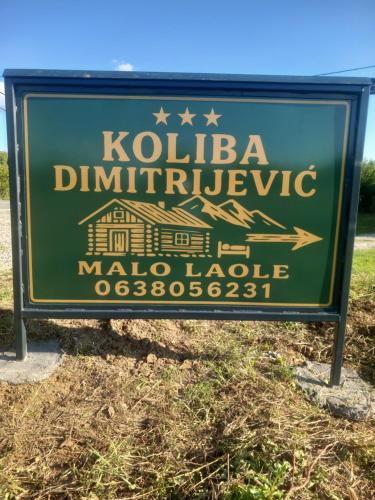 KOLIBA
DIMITRIJEVIĆ
MALO LAOLE
0638056231